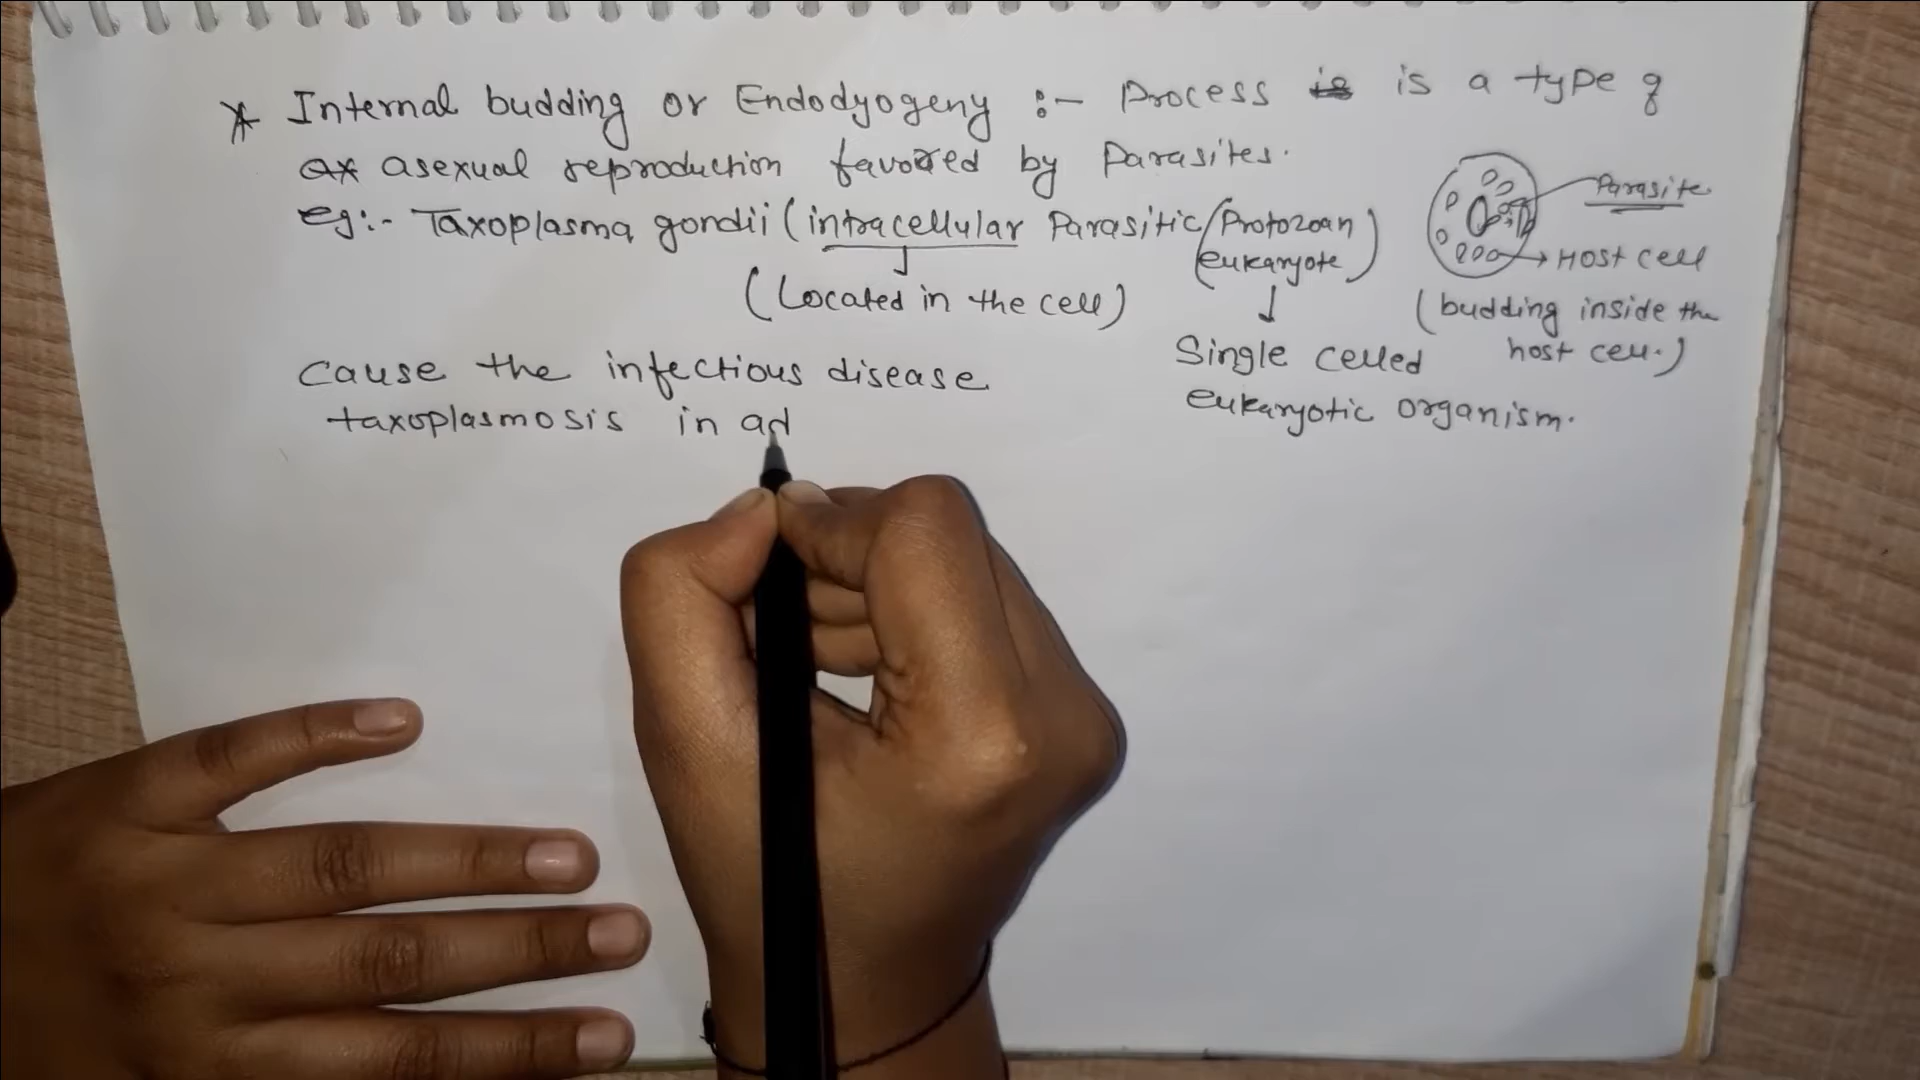 * Internal budding or Endodyogeny :- Process is is a type of
asexual reproduction favored by Parasites.
eg:- Taxoplasma gondii (intracellular Parasitic/Protozoan
eukaryote)
(Located in the cell)
Single celled
eukaryotic organism.
Parasite
HOST cell
(budding inside the
host cell.)
cause the infectious disease
taxoplasmosis in ad